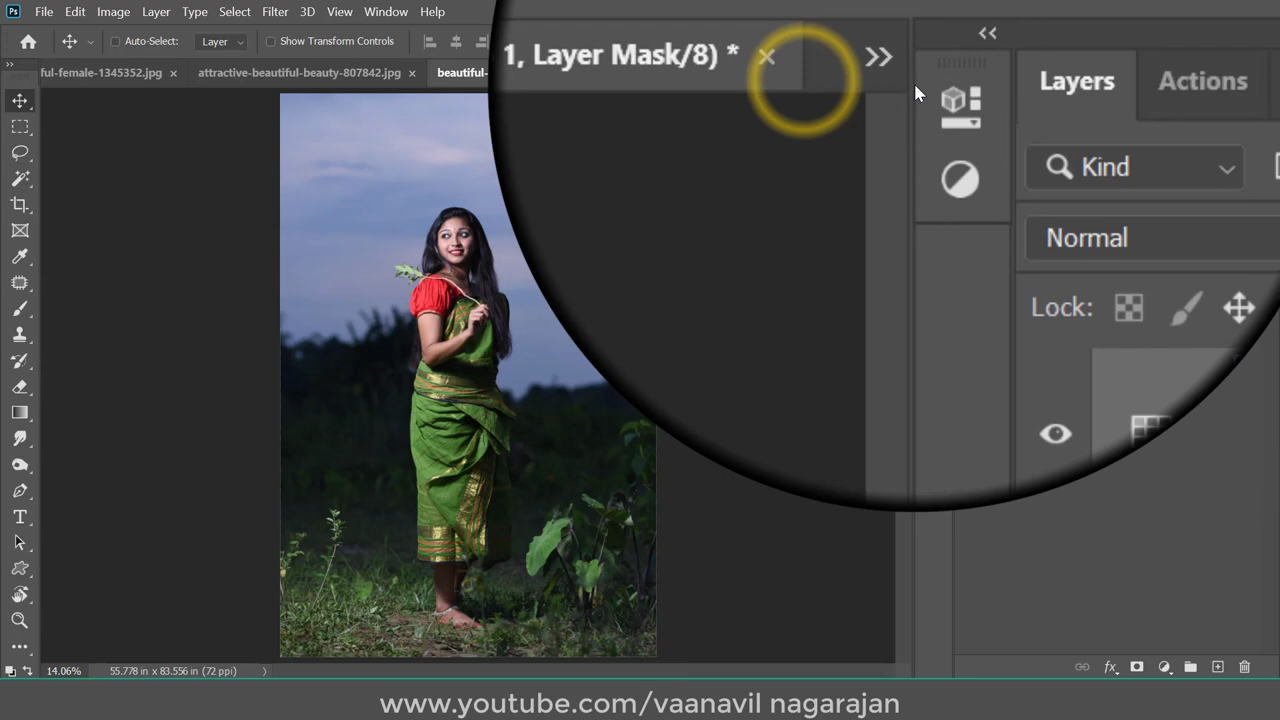 Ps File Edit Image Layer Type Select Filter 3D View Window Help
Auto-Select: Layer Show Transform Controls
ful-female-1345352.jpg × attractive-beautiful-beauty-807842.jpg × beautiful-
1, Layer Mask/8) * ×
Layers Actions
Kind
Normal
Lock:
14.06% 55.778 in x 83.556 in (72 ppi)
fx
www.youtube.com/vaanavil nagarajan